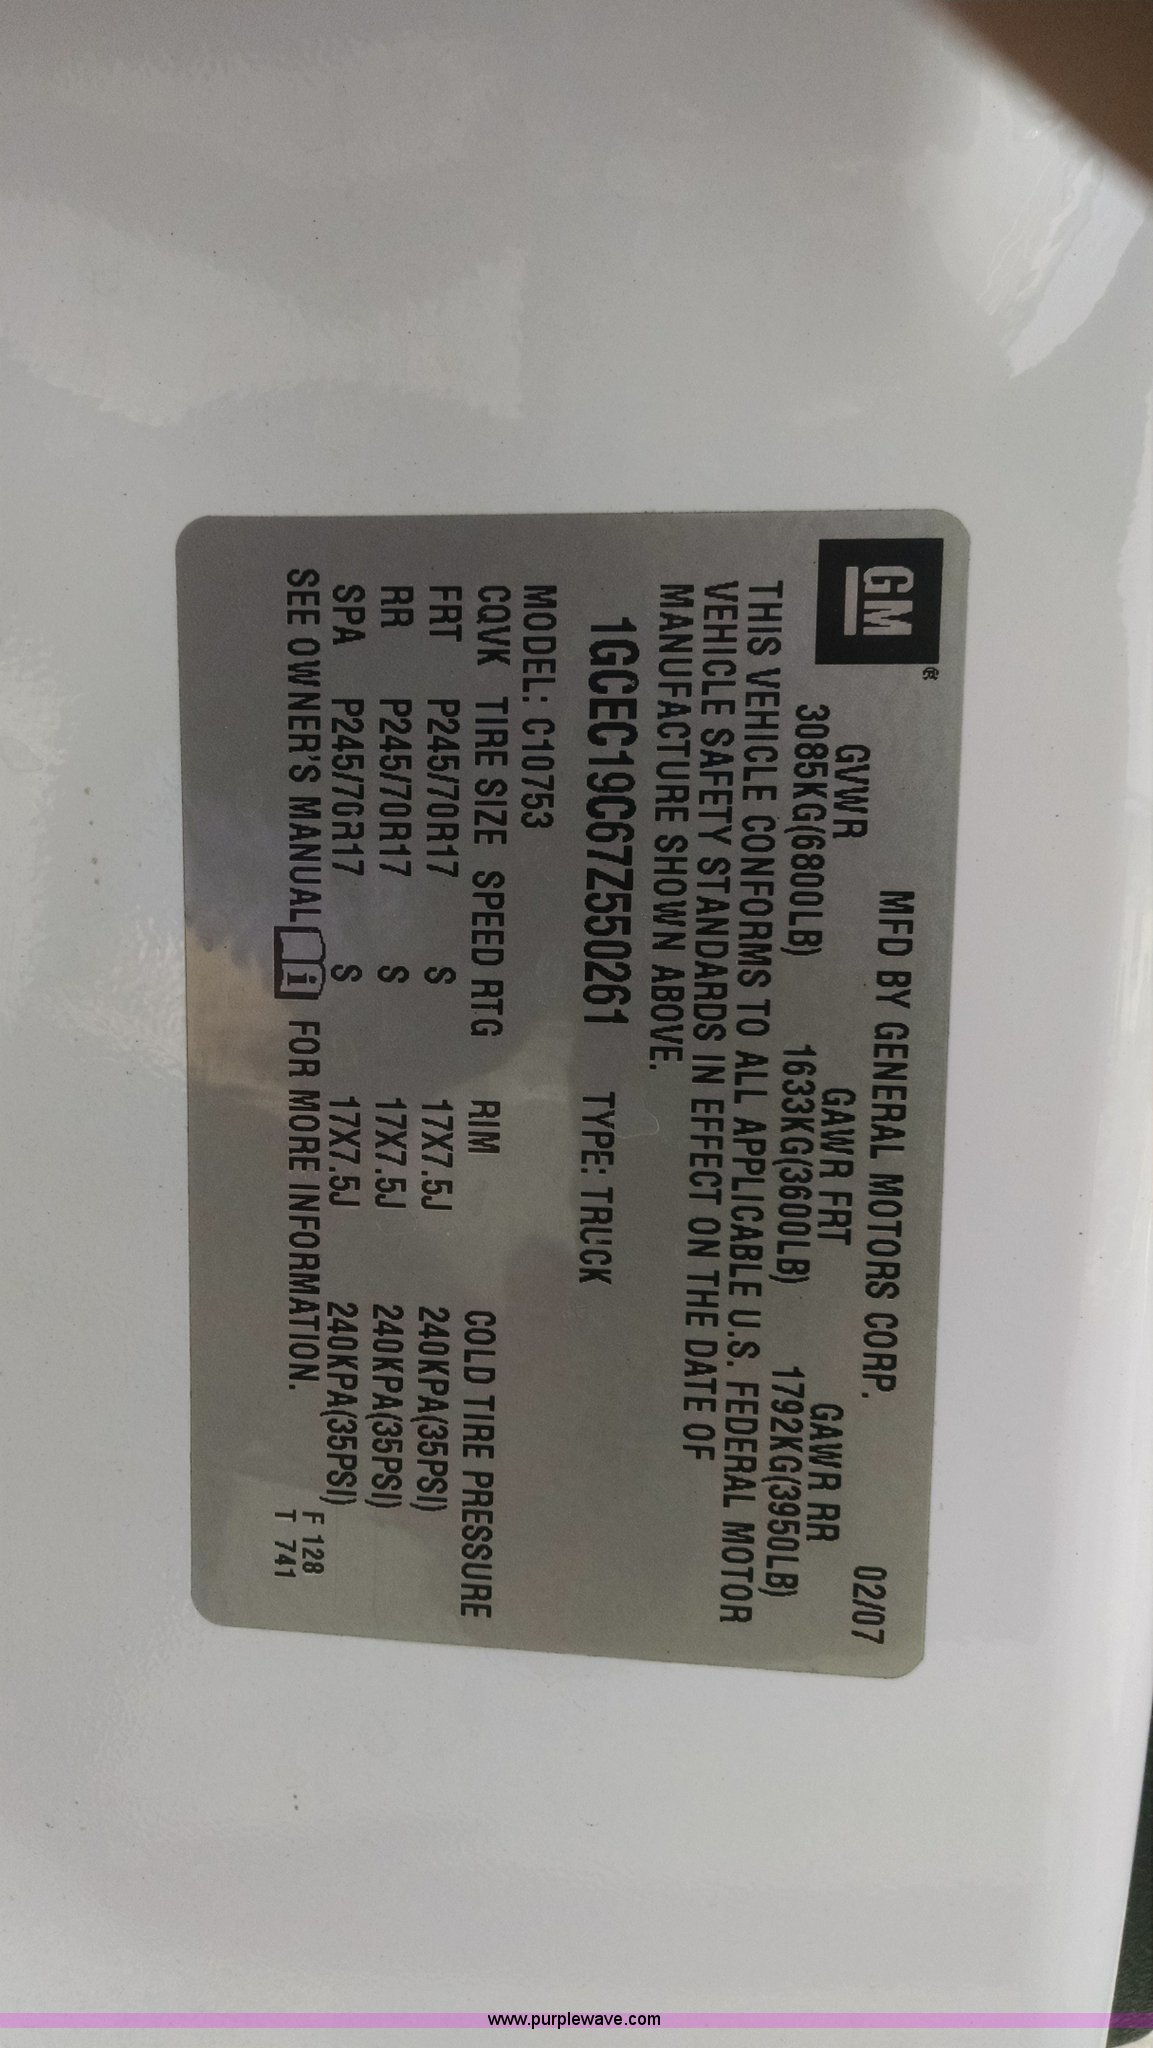 GM®
MFD BY GENERAL MOTORS CORP. 02/07
GVWR GAWR FRT GAWR RR
3085KG(6800LB) 1633KG(3600LB) 1792KG(3950LB)
THIS VEHICLE CONFORMS TO ALL APPLICABLE U.S. FEDERAL MOTOR
VEHICLE SAFETY STANDARDS IN EFFECT ON THE DATE OF
MANUFACTURE SHOWN ABOVE.
1GCEC19C67Z550261 TYPE: TRUCK
MODEL: C10753
CQVK TIRE SIZE SPEED RTG RIM COLD TIRE PRESSURE
FRT P245/70R17 S 17X7.5J 240KPA(35PSI)
RR P245/70R17 S 17X7.5J 240KPA(35PSI)
SPA P245/70R17 S 17X7.5J 240KPA(35PSI)
SEE OWNER'S MANUAL i FOR MORE INFORMATION.
F 128
T 741
www.purplewave.com